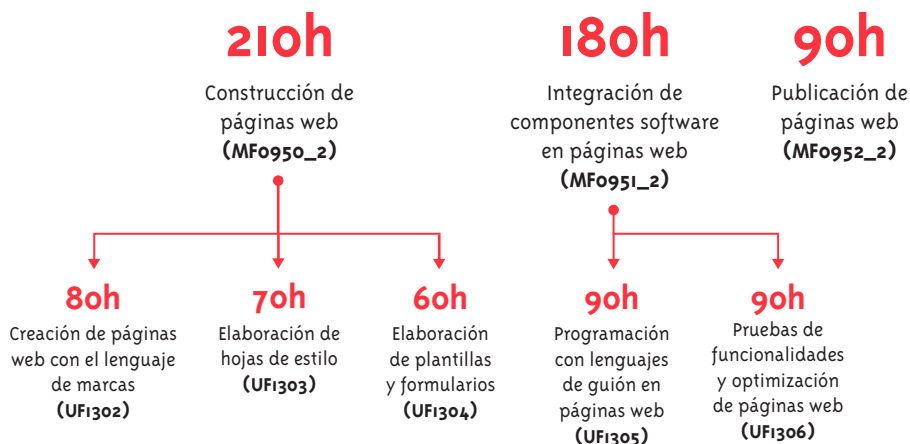 210h
Construcción de
páginas web
(MF0950_2)
180h
Integración de
componentes software
en páginas web
(MF0951_2)
90h
Publicación de
páginas web
(MF0952_2)
80h
Creación de páginas
web con el lenguaje
de marcas
(UF1302)
70h
Elaboración de
hojas de estilo
(UF1303)
60h
Elaboración
de plantillas
y formularios
(UF1304)
90h
Programación
con lenguajes
de guión en
páginas web
(UF1305)
90h
Pruebas de
funcionalidades
y optimización
de páginas web
(UF1306)